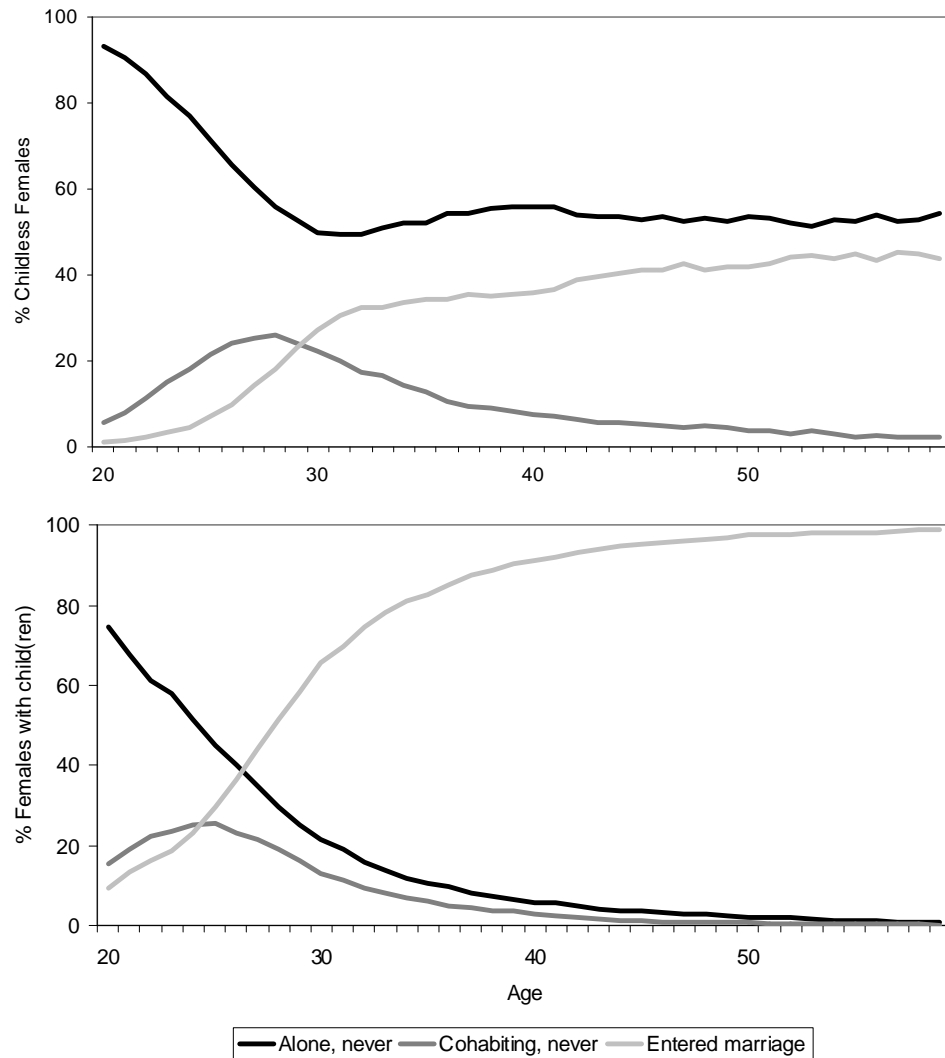 100
80
60
40
20
0
% Childless Females
20 30 40 50
100
80
60
40
20
0
% Females with child(ren)
20 30 40 50
Age
Alone, never Cohabiting, never Entered marriage